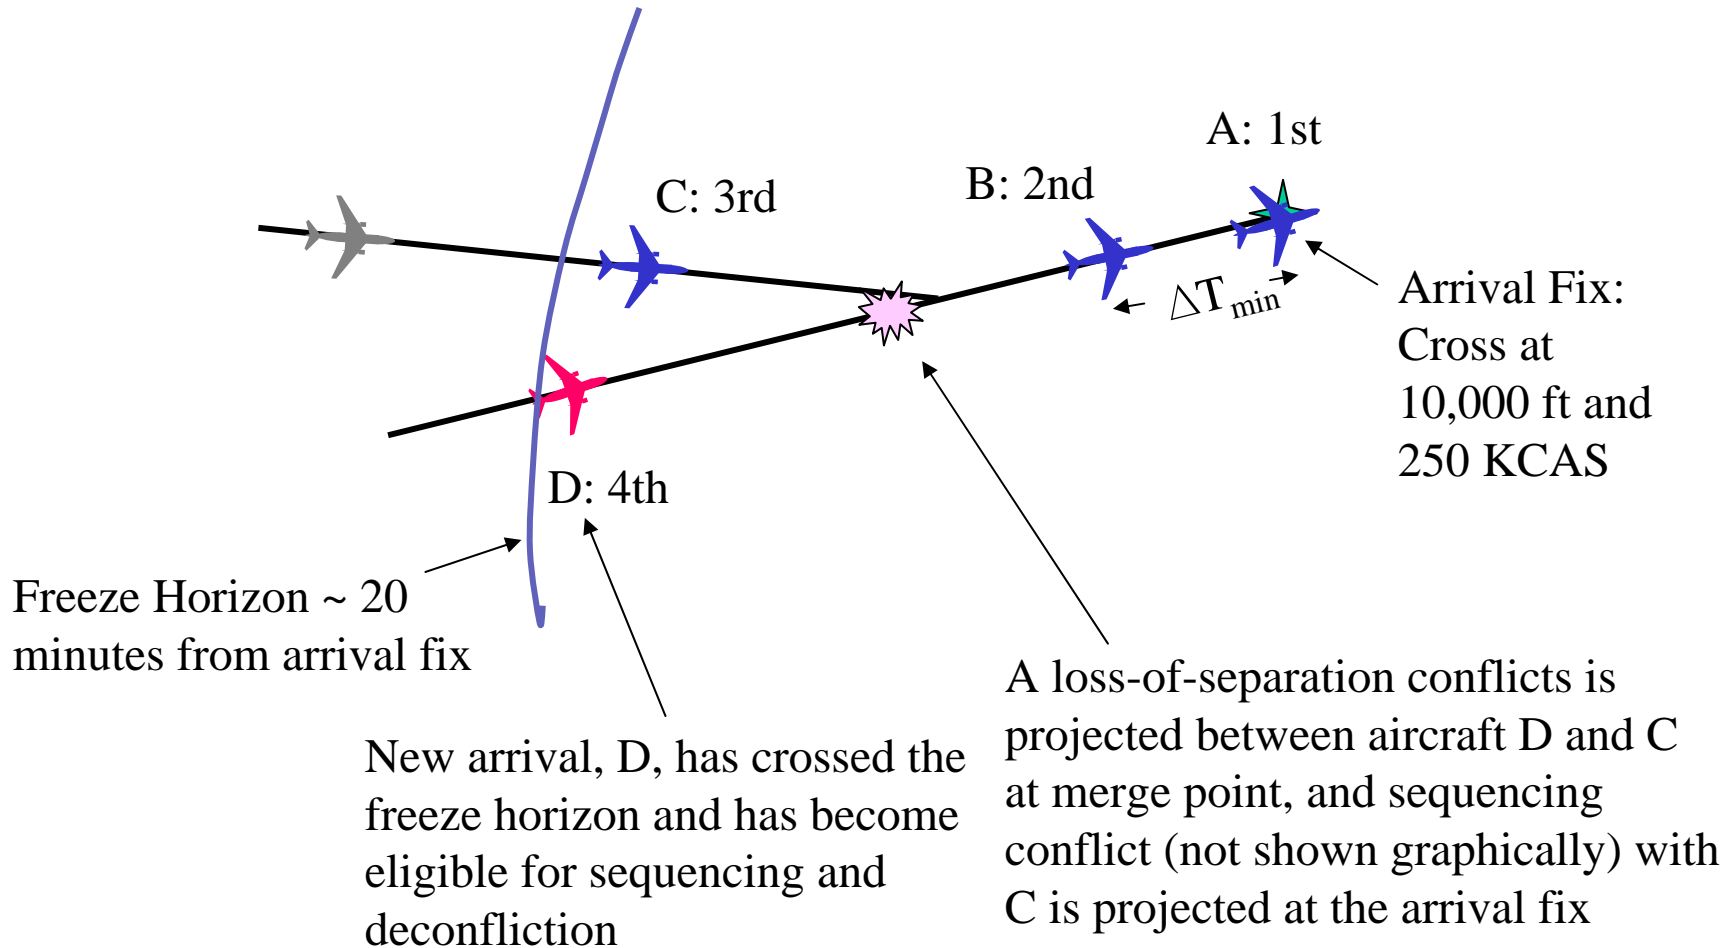 A: 1st
B: 2nd
C: 3rd
ΔTmin
Arrival Fix:
Cross at
10,000 ft and
250 KCAS
D: 4th
Freeze Horizon ~ 20
minutes from arrival fix
New arrival, D, has crossed the
freeze horizon and has become
eligible for sequencing and
deconfliction
A loss-of-separation conflicts is
projected between aircraft D and C
at merge point, and sequencing
conflict (not shown graphically) with
C is projected at the arrival fix